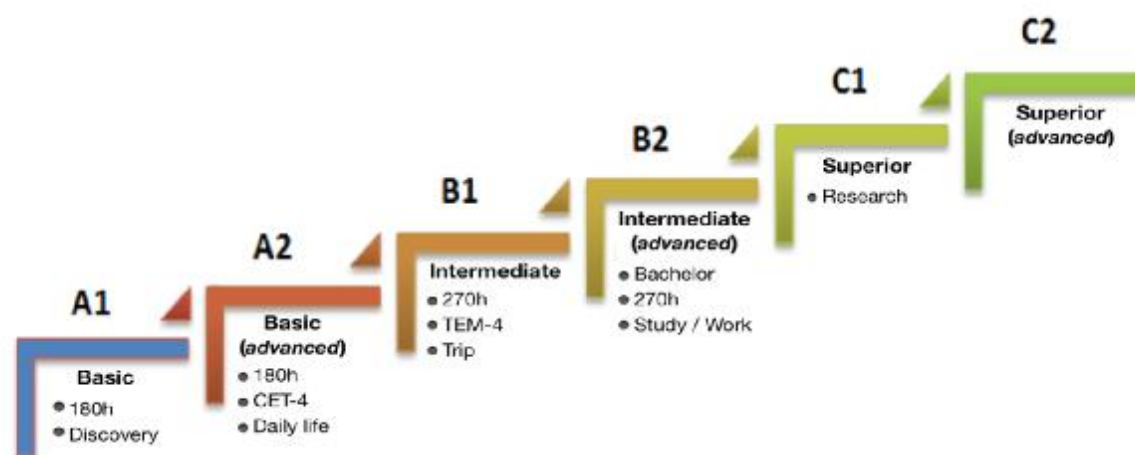 A1
Basic
180h
Discovery
A2
Basic
(advanced)
180h
CET-4
Daily life
B1
Intermediate
270h
TEM-4
Trip
B2
Intermediate
(advanced)
Bachelor
270h
Study / Work
C1
Superior
Research
C2
Superior
(advanced)